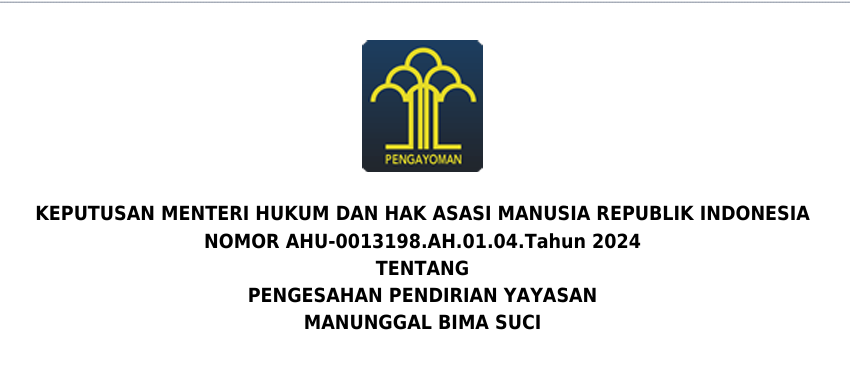 PENGAYOMAN
KEPUTUSAN MENTERI HUKUM DAN HAK ASASI MANUSIA REPUBLIK INDONESIA
NOMOR AHU-0013198.AH.01.04.Tahun 2024
TENTANG
PENGESAHAN PENDIRIAN YAYASAN
MANUNGGAL BIMA SUCI